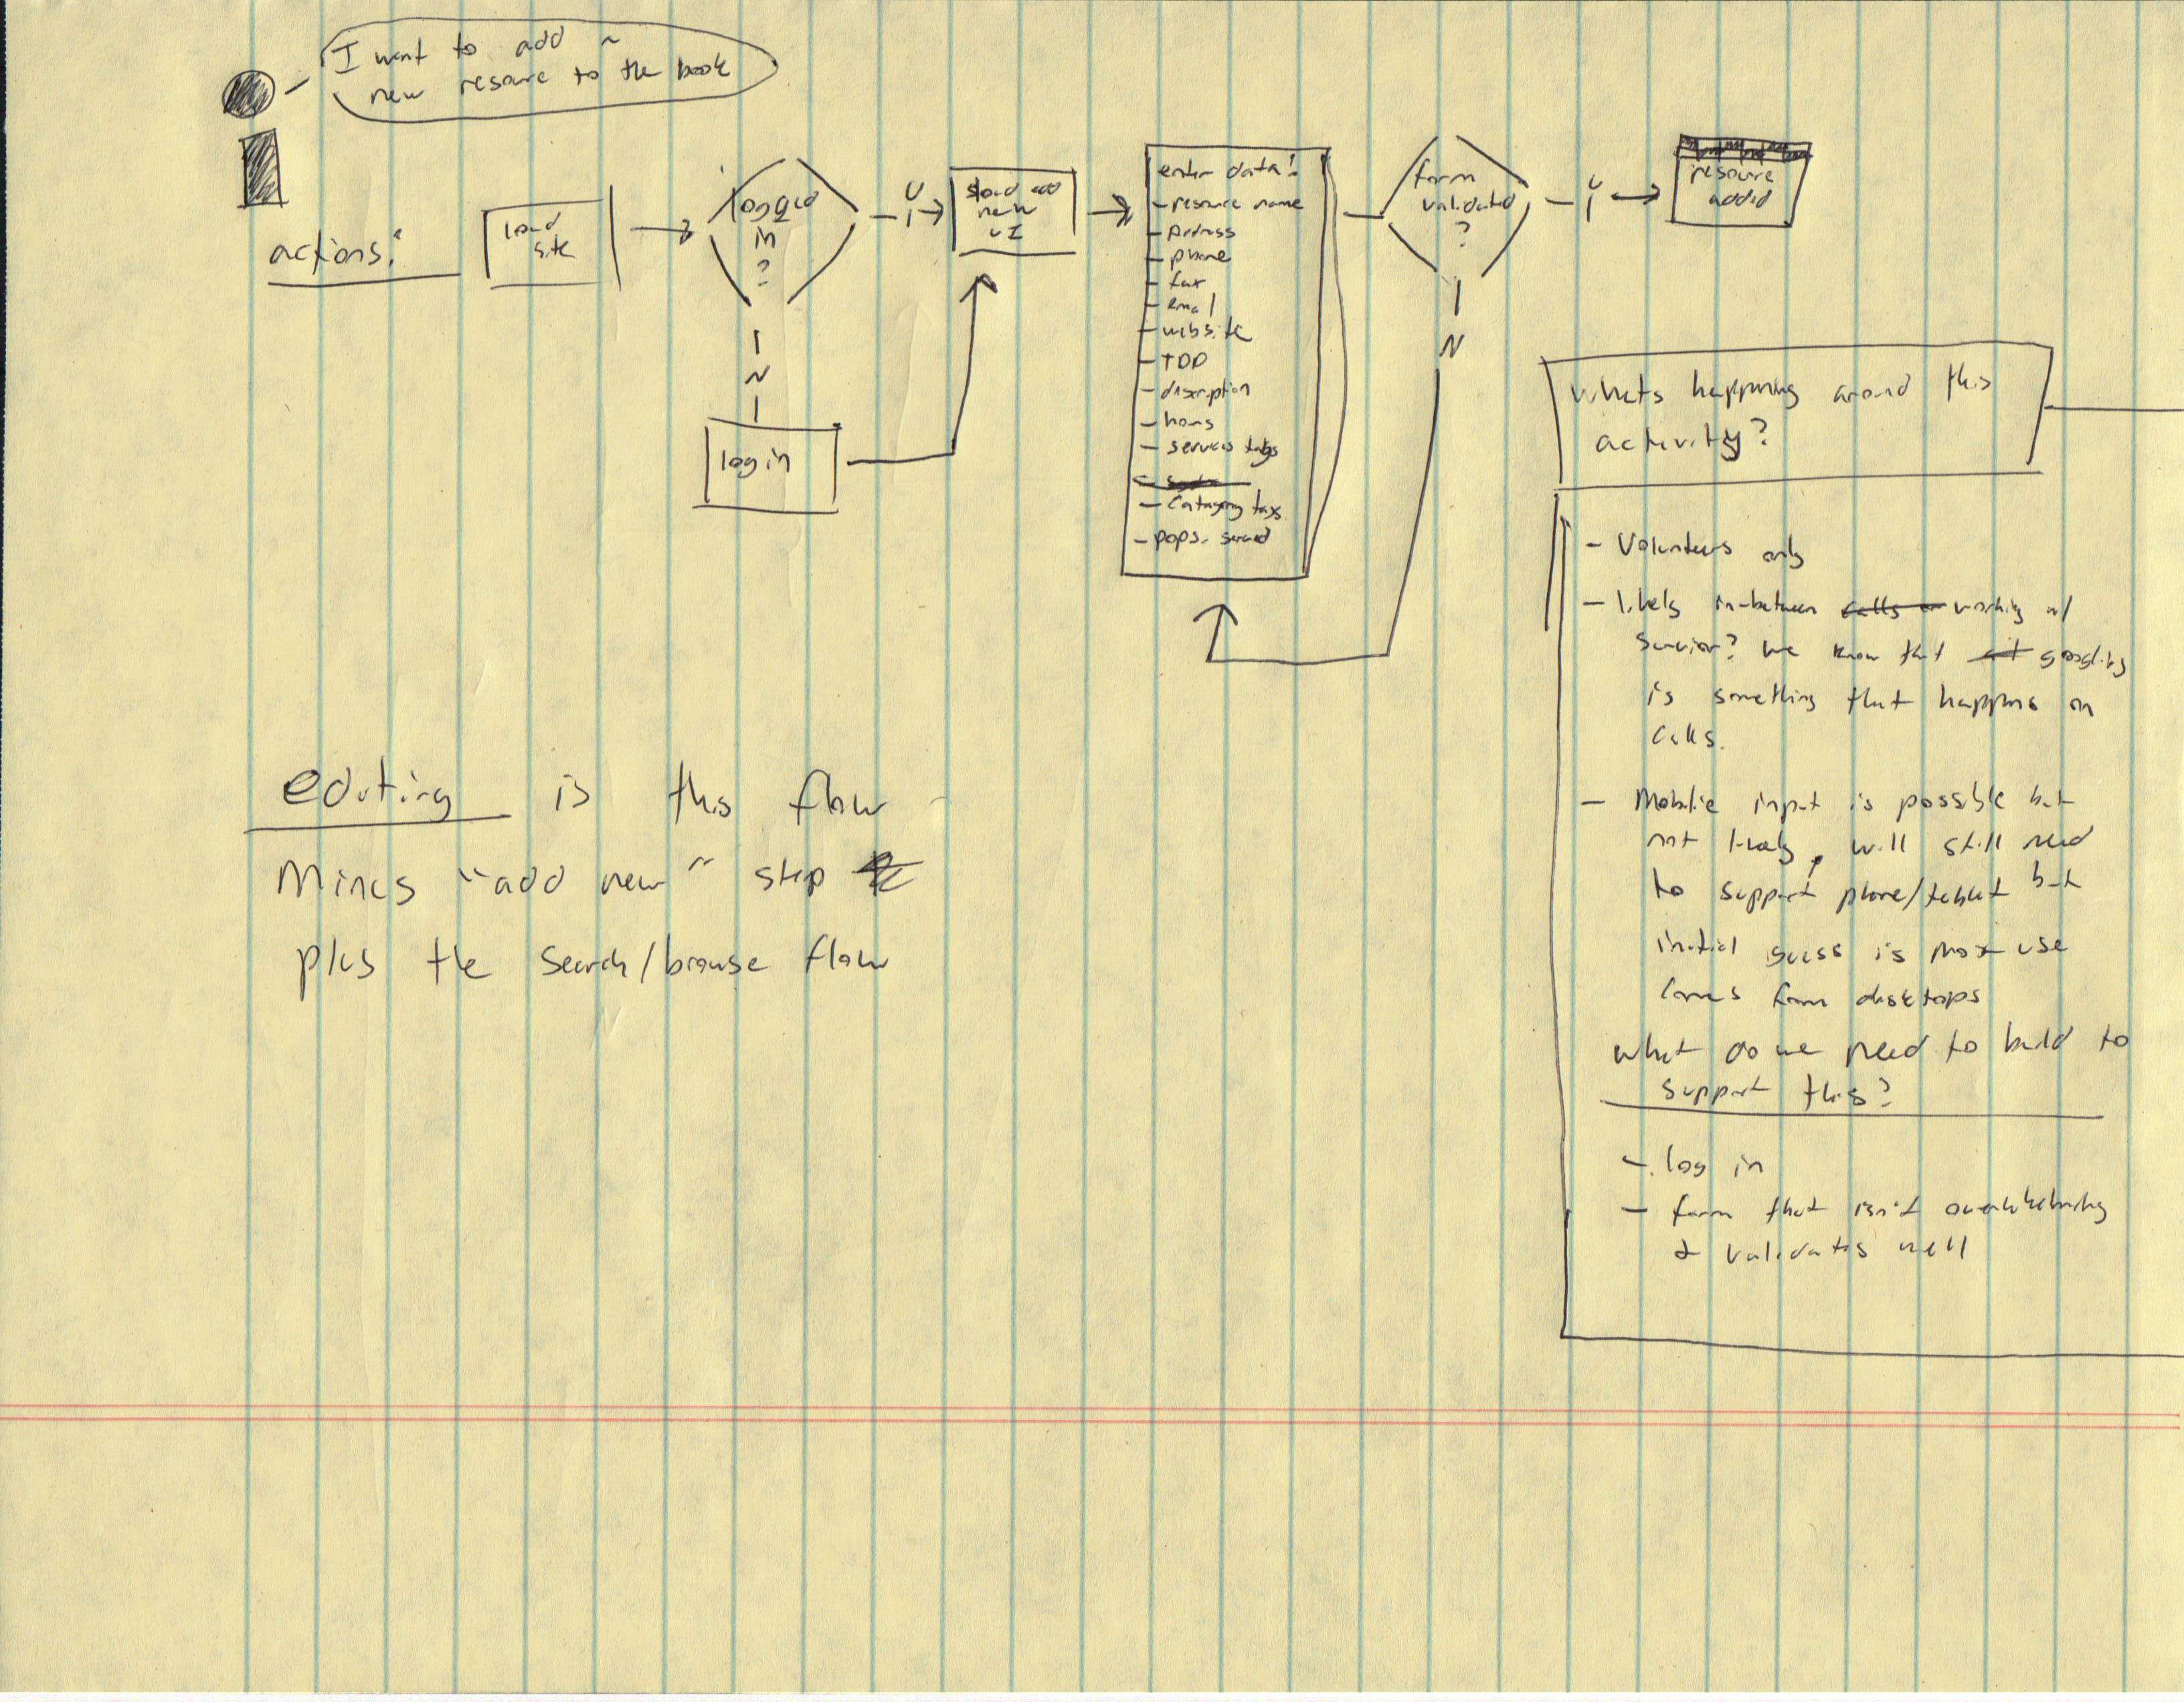 I want to add a
new resource to the book
actions:
load
site
logged
in
?
Y
N
log in
load add
new
UI
enter data:
- resource name
- Address
- phone
- fax
- email
- website
- TDD
- description
- hours
- services tags
- Category tags
- pops. served
form
validated
?
Y
N
resource
added
whats happening around this
activity?
- Volunteers only
- likely in-between calls or working w/
survivor? we know that googling
is something that happens on
calls.
- Mobile input is possible but
not likely, will still need
to support phone/tablet but
initial guess is most use
comes from desktops
what do we need to build to
support this?
- log in
- form that isn't overwhelming
& validates well
editing is this flow
Minus "add new" step
plus the search/browse flow